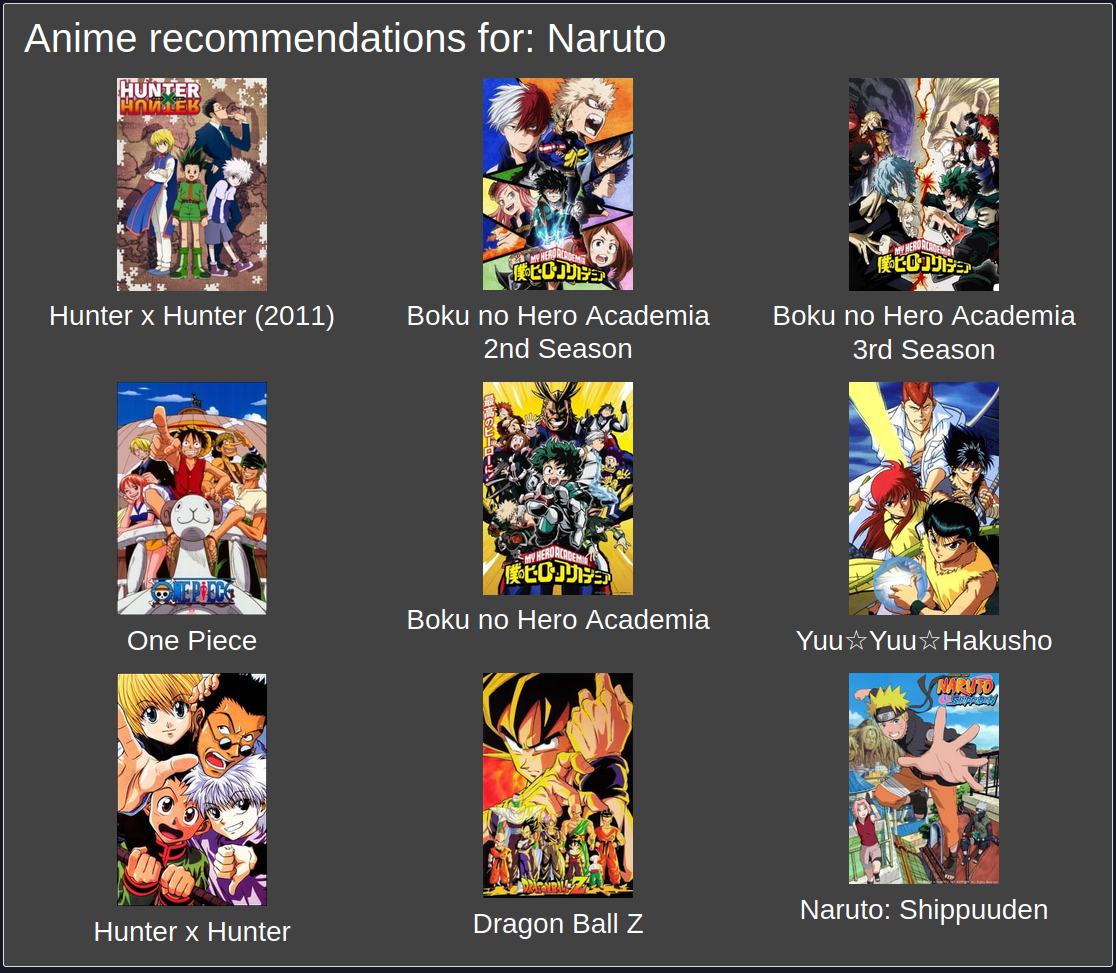 Anime recommendations for: Naruto
HUNTER
HUNTER
MY HERO ACADEMIA
僕のヒーローアカデミア
MY HERO ACADEMIA
僕のヒーローアカデミア
Hunter x Hunter (2011)
Boku no Hero Academia
2nd Season
Boku no Hero Academia
3rd Season
ONE PIECE
最高のヒーロー
MY HERO ACADEMIA
僕のヒーローアカデミア
One Piece
Boku no Hero Academia
Yuu☆Yuu☆Hakusho
DRAGON BALL Z
NARUTO
SHIPPUDEN
Hunter x Hunter
Dragon Ball Z
Naruto: Shippuuden